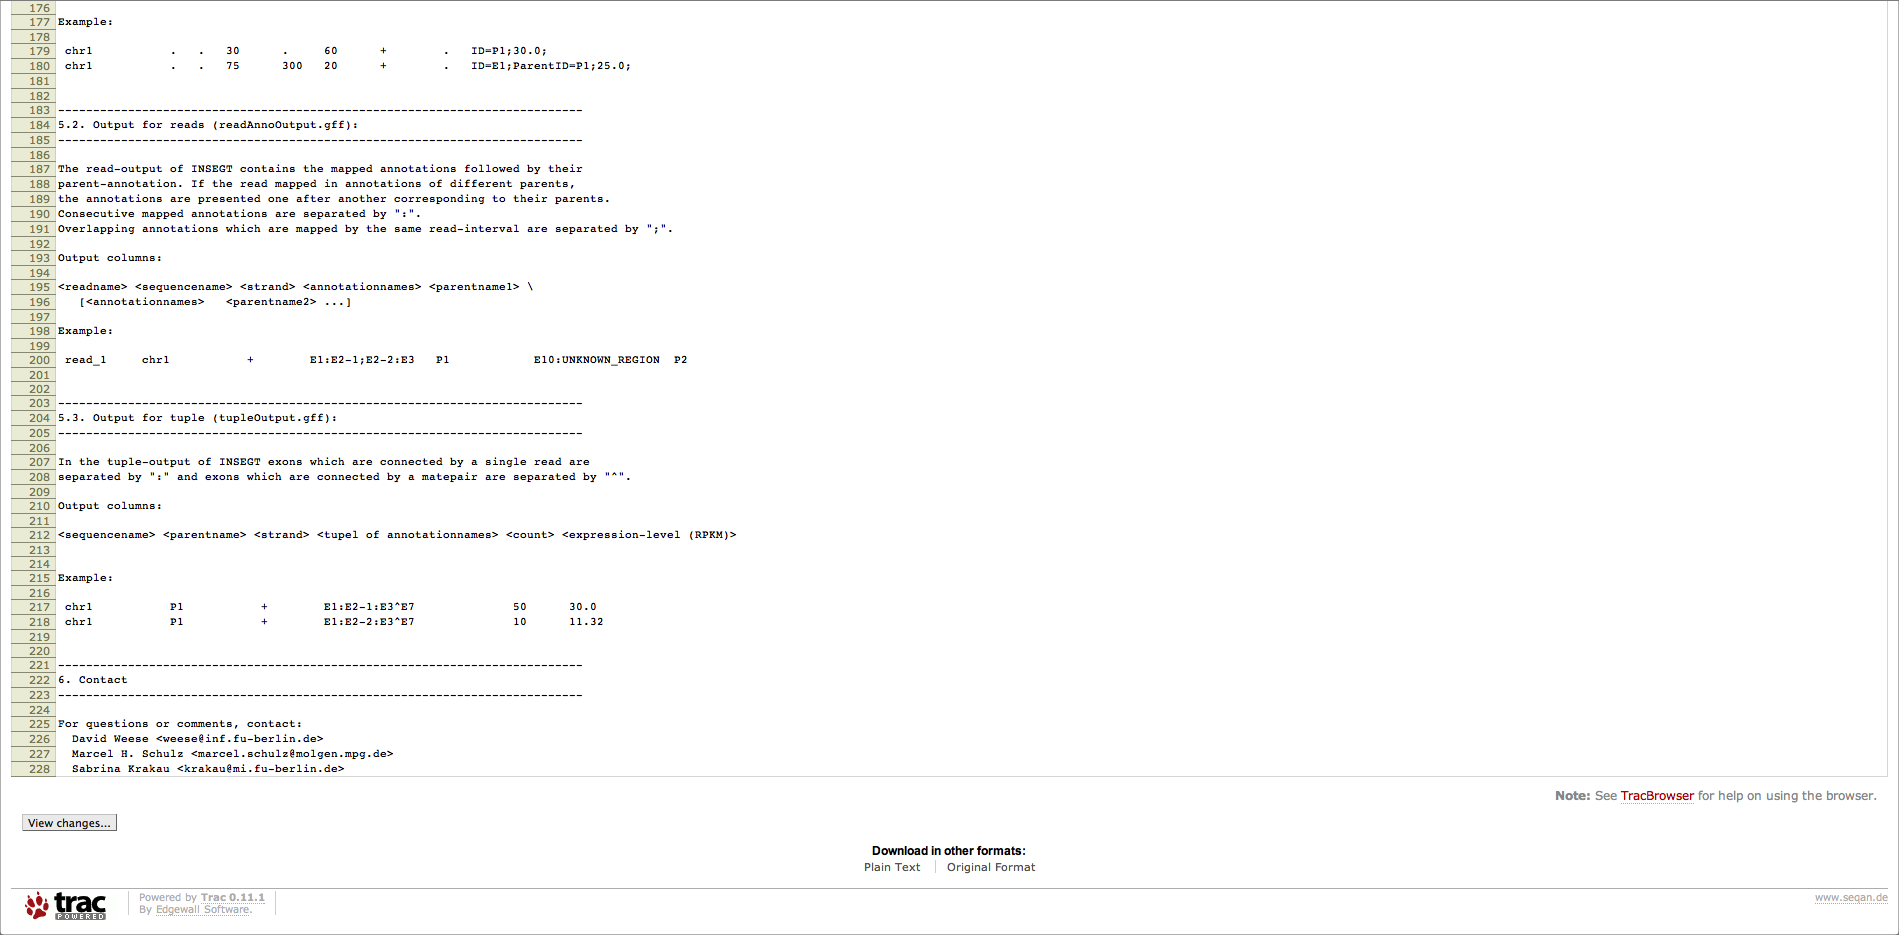 176
177 Example:
178
179 chr1 . . 30 . 60 + . ID=P1;30.0;
180 chr1 . . 75 300 20 + . ID=E1;ParentID=P1;25.0;
181
182
183 ---------------------------------------------------------------------------
184 5.2. Output for reads (readAnnoOutput.gff):
185 ---------------------------------------------------------------------------
186
187 The read-output of INSEGT contains the mapped annotations followed by their
188 parent-annotation. If the read mapped in annotations of different parents,
189 the annotations are presented one after another corresponding to their parents.
190 Consecutive mapped annotations are separated by ":".
191 Overlapping annotations which are mapped by the same read-interval are separated by ";".
192
193 Output columns:
194
195 <readname> <sequencename> <strand> <annotationnames> <parentname1> \
196 [<annotationnames> <parentname2> ...]
197
198 Example:
199
200 read_1 chr1 + E1:E2-1;E2-2:E3 P1 E10:UNKNOWN_REGION P2
201
202
203 ---------------------------------------------------------------------------
204 5.3. Output for tuple (tupleOutput.gff):
205 ---------------------------------------------------------------------------
206
207 In the tuple-output of INSEGT exons which are connected by a single read are
208 separated by ":" and exons which are connected by a matepair are separated by "^".
209
210 Output columns:
211
212 <sequencename> <parentname> <strand> <tupel of annotationnames> <count> <expression-level (RPKM)>
213
214
215 Example:
216
217 chr1 P1 + E1:E2-1:E3^E7 50 30.0
218 chr1 P1 + E1:E2-2:E3^E7 10 11.32
219
220
221 ---------------------------------------------------------------------------
222 6. Contact
223 ---------------------------------------------------------------------------
224
225 For questions or comments, contact:
226 David Weese <weese@inf.fu-berlin.de>
227 Marcel H. Schulz <marcel.schulz@molgen.mpg.de>
228 Sabrina Krakau <krakau@mi.fu-berlin.de>
Note: See TracBrowser for help on using the browser.
View changes...
Download in other formats:
Plain Text Original Format
trac POWERED
Powered by Trac 0.11.1
By Edgewall Software.
www.seqan.de